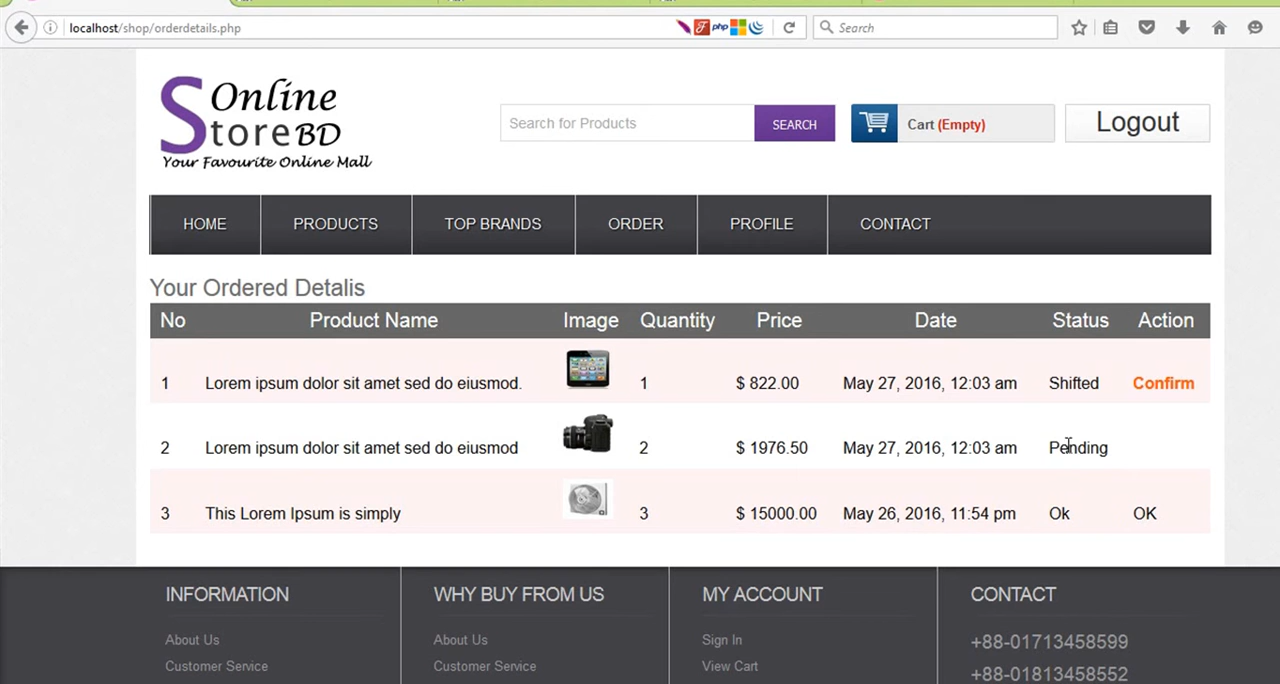 localhost/shop/orderdetails.php
php
Search
S Online
tore BD
Your Favourite Online Mall
Search for Products
SEARCH
Cart (Empty)
Logout
HOME
PRODUCTS
TOP BRANDS
ORDER
PROFILE
CONTACT
Your Ordered Detalis
No Product Name Image Quantity Price Date Status Action
1 Lorem ipsum dolor sit amet sed do eiusmod. 1 $ 822.00 May 27, 2016, 12:03 am Shifted Confirm
2 Lorem ipsum dolor sit amet sed do eiusmod 2 $ 1976.50 May 27, 2016, 12:03 am Pending
3 This Lorem Ipsum is simply 3 $ 15000.00 May 26, 2016, 11:54 pm Ok OK
INFORMATION
About Us
Customer Service
WHY BUY FROM US
About Us
Customer Service
MY ACCOUNT
Sign In
View Cart
CONTACT
+88-01713458599
+88-01813458552